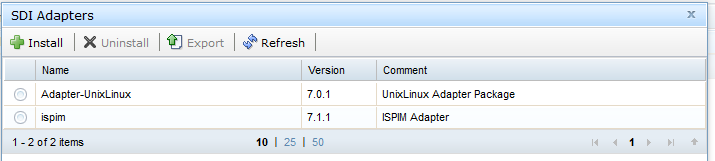 SDI Adapters x
Install Uninstall Export Refresh
Name Version Comment
Adapter-UnixLinux 7.0.1 UnixLinux Adapter Package
ispim 7.1.1 ISPIM Adapter
1 - 2 of 2 items 10 | 25 | 50 1